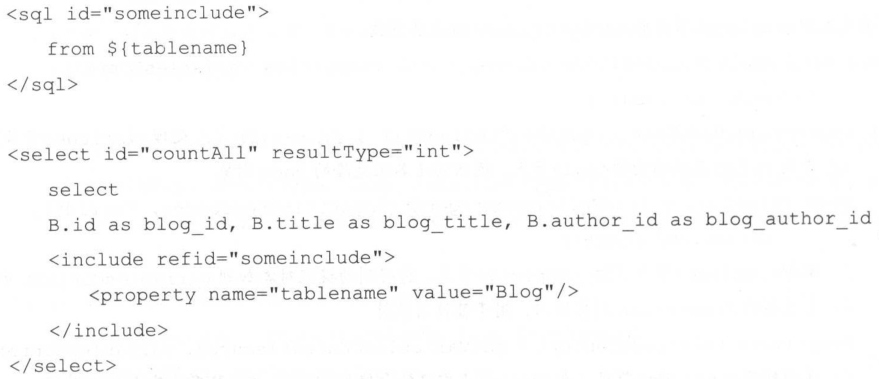 <sql id="someinclude">
from ${tablename}
</sql>
<select id="countAll" resultType="int">
select
B.id as blog_id, B.title as blog_title, B.author_id as blog_author_id
<include refid="someinclude">
<property name="tablename" value="Blog"/>
</include>
</select>